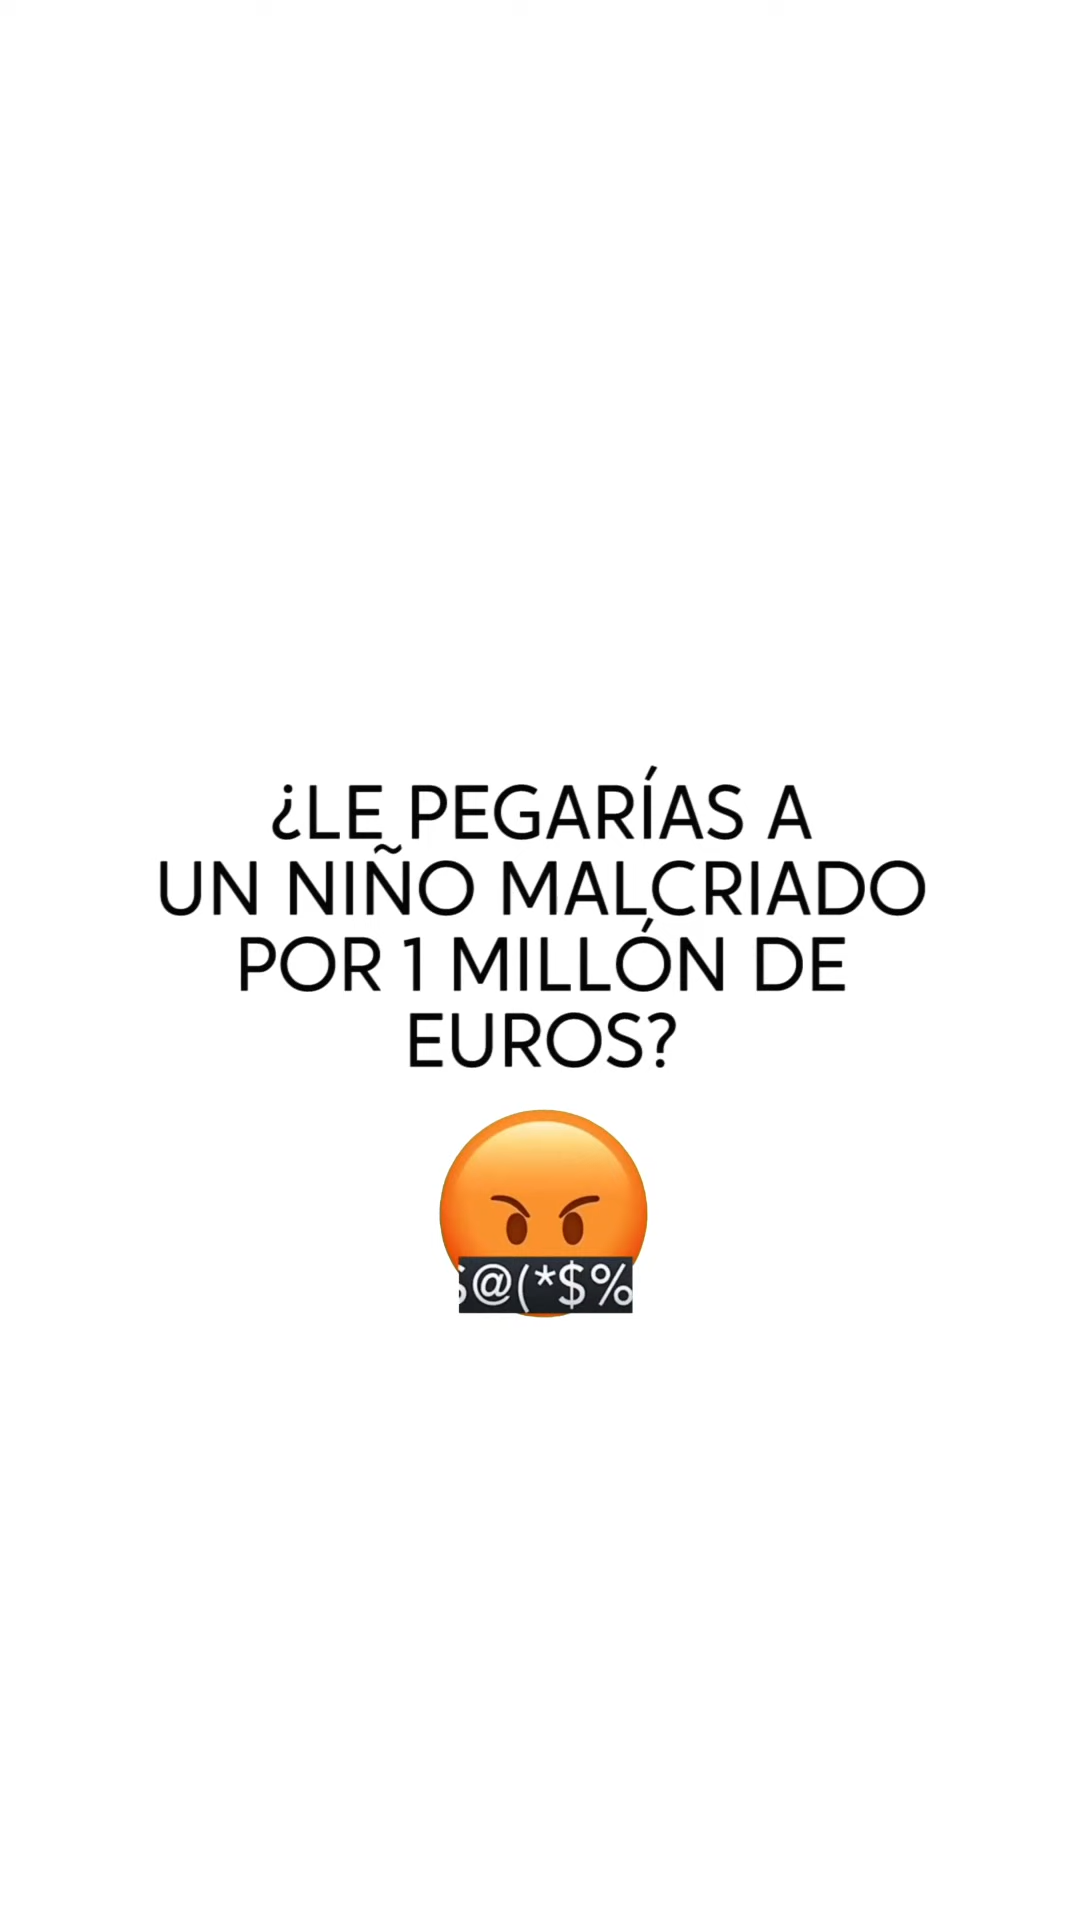 ¿LE PEGARÍAS A
UN NIÑO MALCRIADO
POR 1 MILLÓN DE
EUROS?
$@(*$%